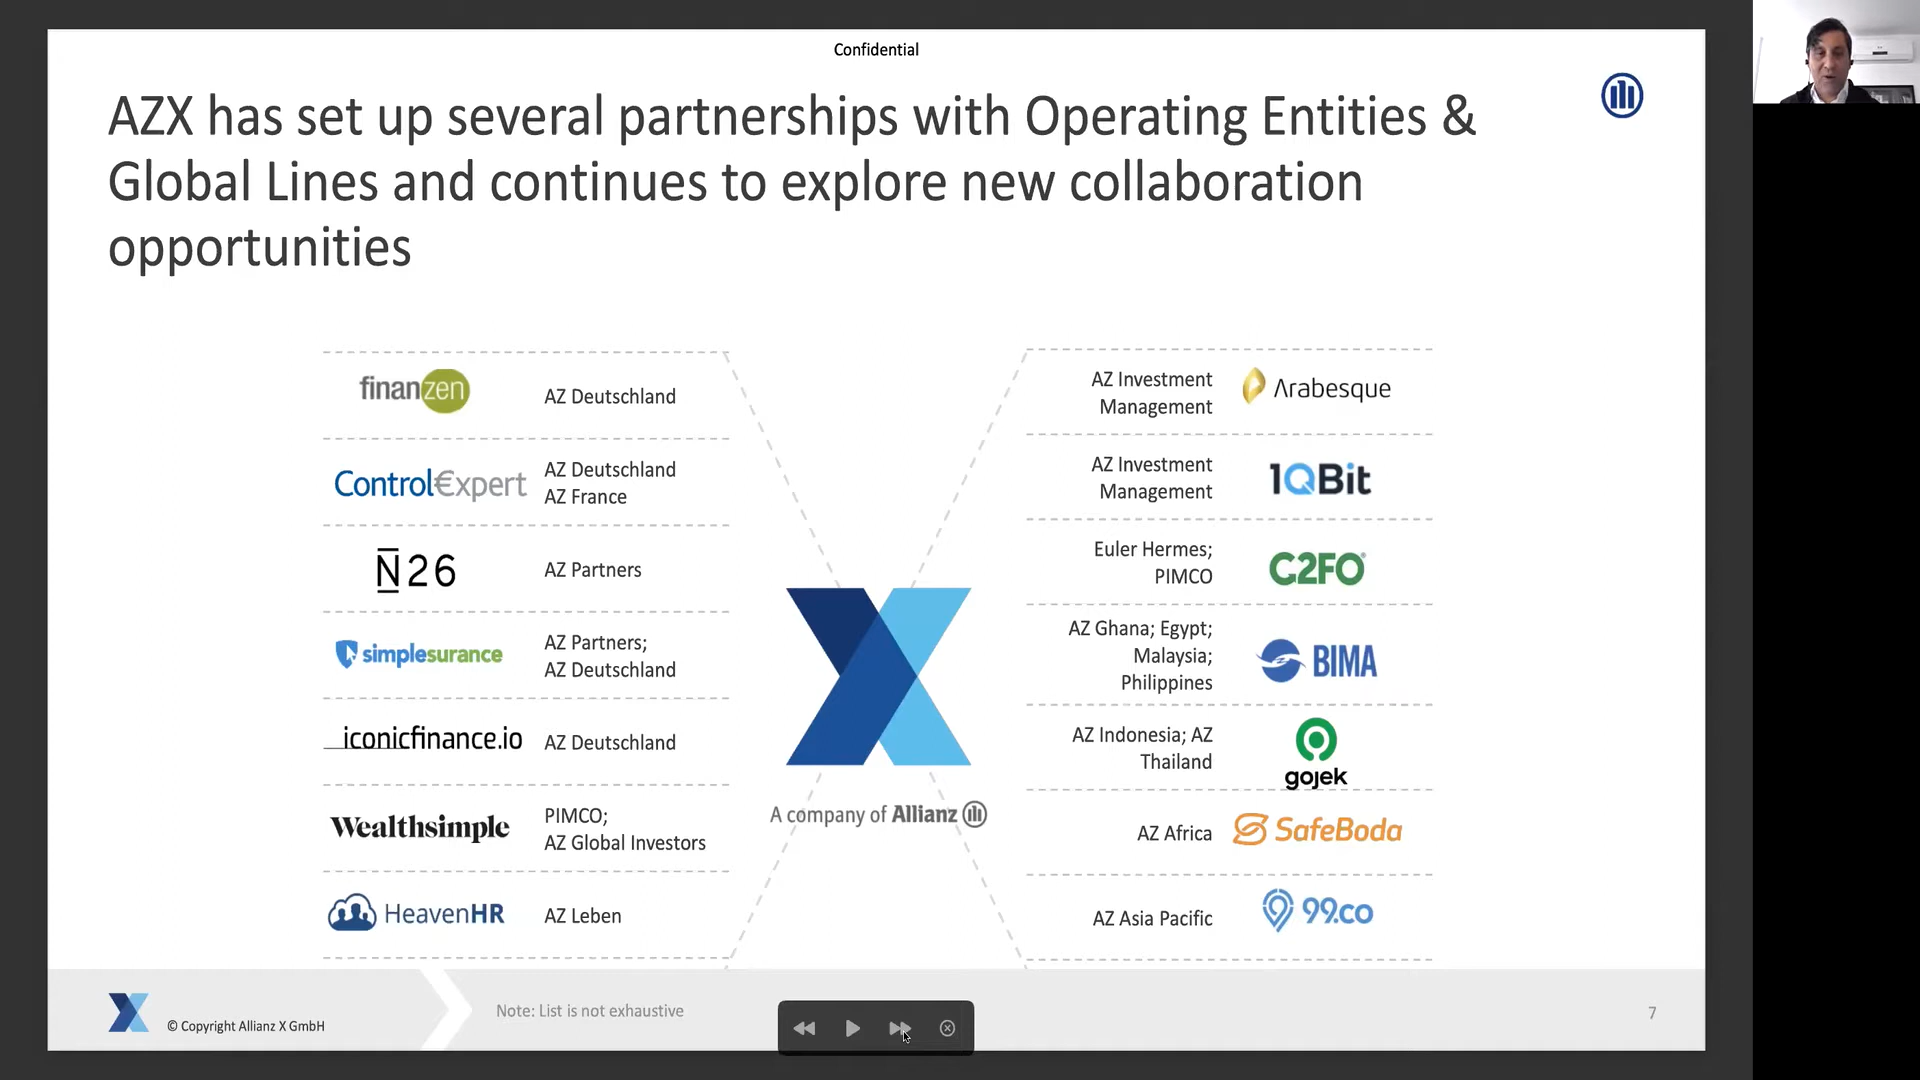 Confidential
AZX has set up several partnerships with Operating Entities &
Global Lines and continues to explore new collaboration
opportunities
finanzen
AZ Deutschland
Control€xpert
AZ Deutschland
AZ France
N26
AZ Partners
simplesurance
AZ Partners;
AZ Deutschland
iconicfinance.io
AZ Deutschland
Wealthsimple
PIMCO;
AZ Global Investors
HeavenHR
AZ Leben
A company of Allianz
AZ Investment
Management
Arabesque
AZ Investment
Management
1QBit
Euler Hermes;
PIMCO
C2FO
AZ Ghana; Egypt;
Malaysia;
Philippines
BIMA
AZ Indonesia; AZ
Thailand
gojek
AZ Africa
SafeBoda
AZ Asia Pacific
99.co
© Copyright Allianz X GmbH
Note: List is not exhaustive
7